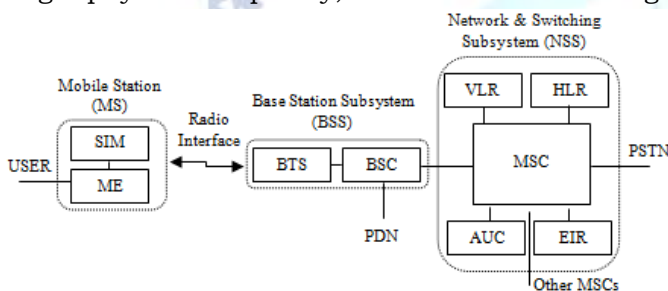 Network & Switching
Subsystem (NSS)
Mobile Station
(MS)
Radio
Interface
Base Station Subsystem
(BSS)
VLR
HLR
SIM
ME
USER
BTS
BSC
MSC
PSTN
PDN
AUC
EIR
Other MSCs